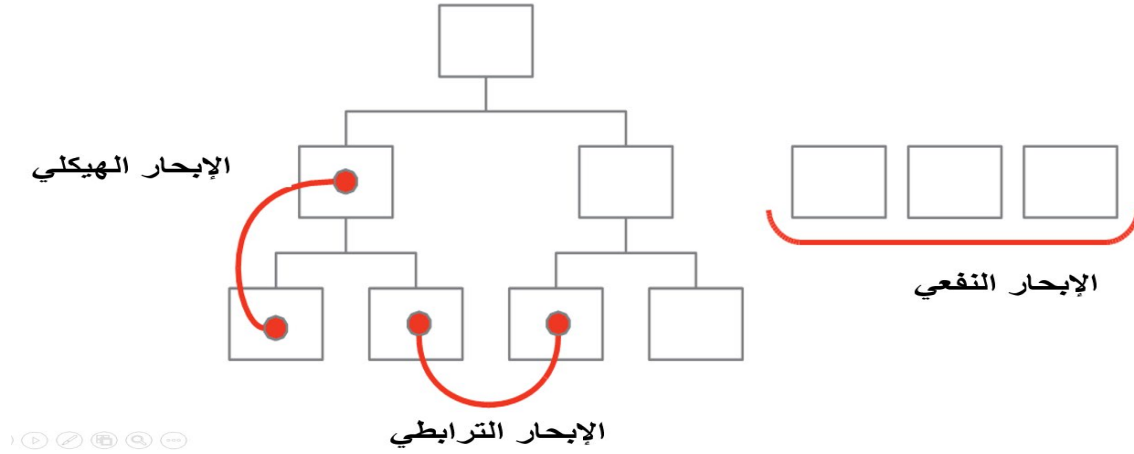 الإبحار الهيكلي
الإبحار النفعي
الإبحار الترابطي